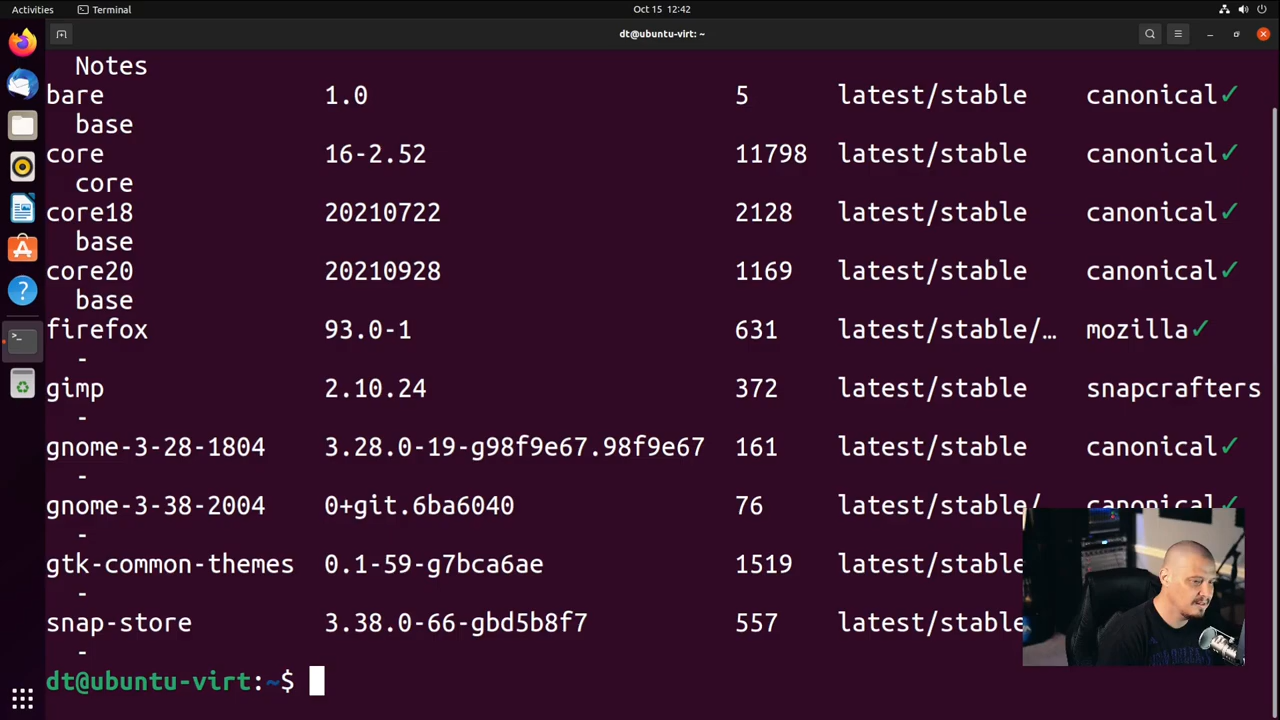 Activities Terminal Oct 15 12:42
dt@ubuntu-virt: ~
Notes
bare 1.0 5 latest/stable canonical✓
base
core 16-2.52 11798 latest/stable canonical✓
core
core18 20210722 2128 latest/stable canonical✓
base
core20 20210928 1169 latest/stable canonical✓
base
firefox 93.0-1 631 latest/stable/… mozilla✓
-
gimp 2.10.24 372 latest/stable snapcrafters
-
gnome-3-28-1804 3.28.0-19-g98f9e67.98f9e67 161 latest/stable canonical✓
-
gnome-3-38-2004 0+git.6ba6040 76 latest/stable/… canonical✓
-
gtk-common-themes 0.1-59-g7bca6ae 1519 latest/stable
-
snap-store 3.38.0-66-gbd5b8f7 557 latest/stable
-
dt@ubuntu-virt:~$